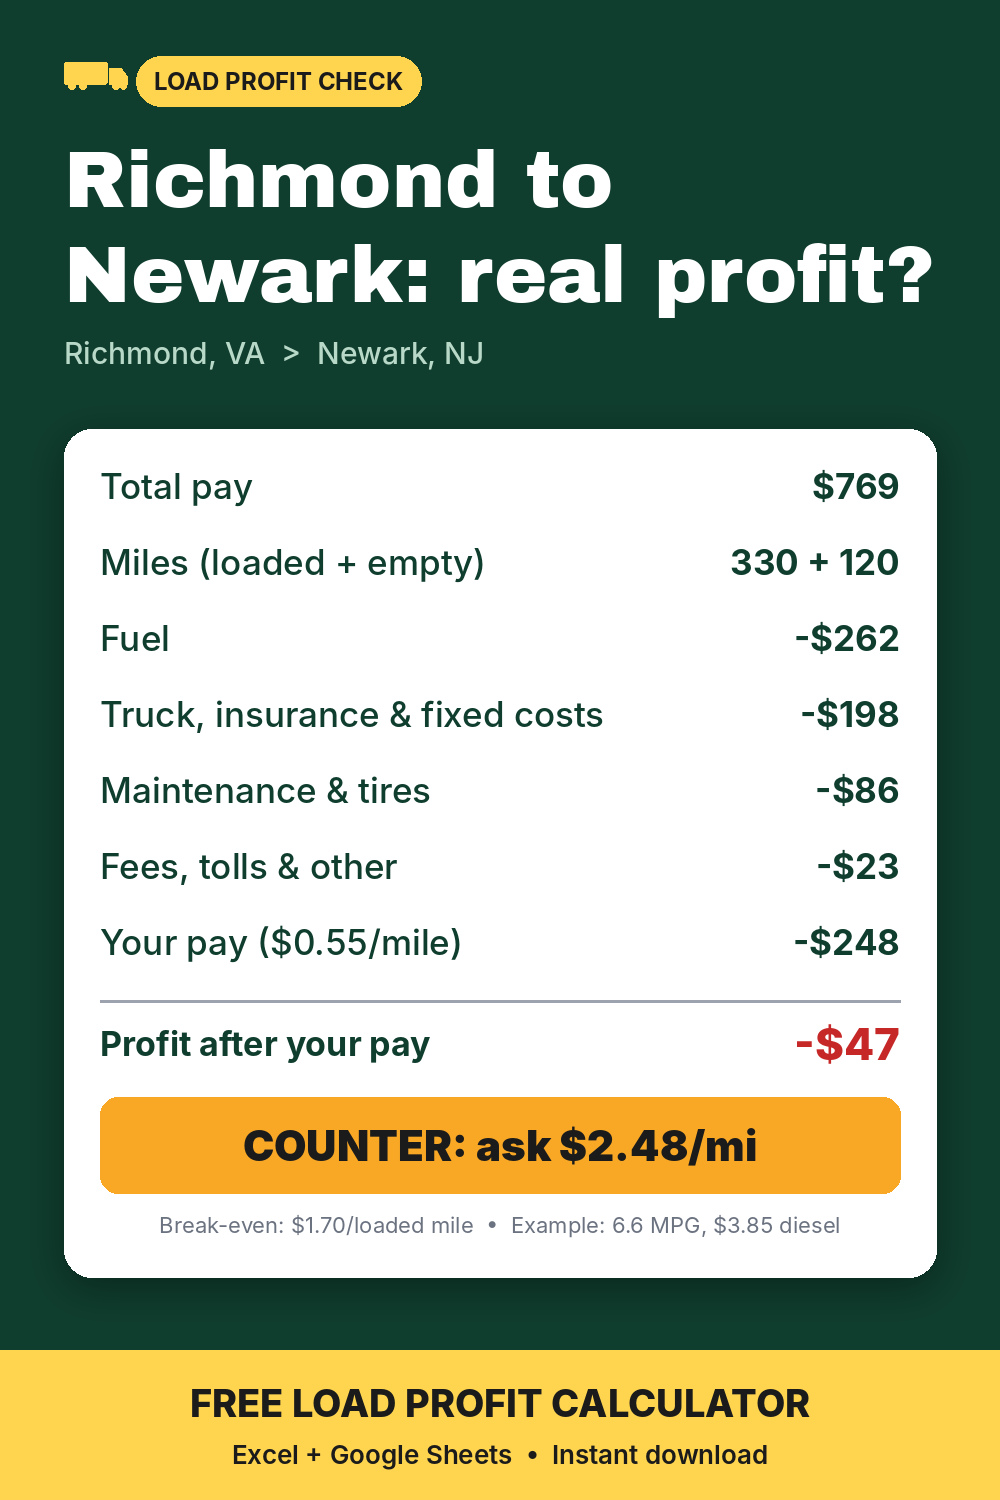 LOAD PROFIT CHECK
Richmond to
Newark: real profit?
Richmond, VA > Newark, NJ
Total pay $769
Miles (loaded + empty) 330 + 120
Fuel -$262
Truck, insurance & fixed costs -$198
Maintenance & tires -$86
Fees, tolls & other -$23
Your pay ($0.55/mile) -$248
Profit after your pay -$47
COUNTER: ask $2.48/mi
Break-even: $1.70/loaded mile • Example: 6.6 MPG, $3.85 diesel
FREE LOAD PROFIT CALCULATOR
Excel + Google Sheets • Instant download